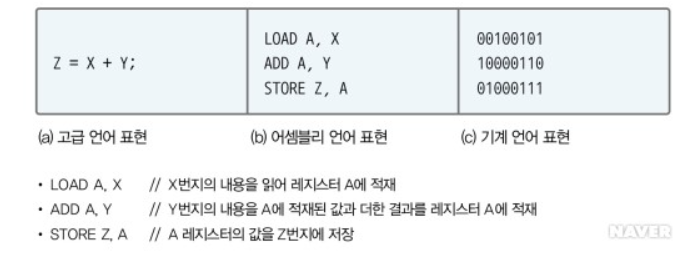 Z = X + Y;
LOAD A, X
ADD A, Y
STORE Z, A
00100101
10000110
01000111
(a) 고급 언어 표현
(b) 어셈블리 언어 표현
(c) 기계 언어 표현
• LOAD A, X // X번지의 내용을 읽어 레지스터 A에 적재
• ADD A, Y // Y번지의 내용을 A에 적재된 값과 더한 결과를 레지스터 A에 적재
• STORE Z, A // A 레지스터의 값을 Z번지에 저장
NAVER